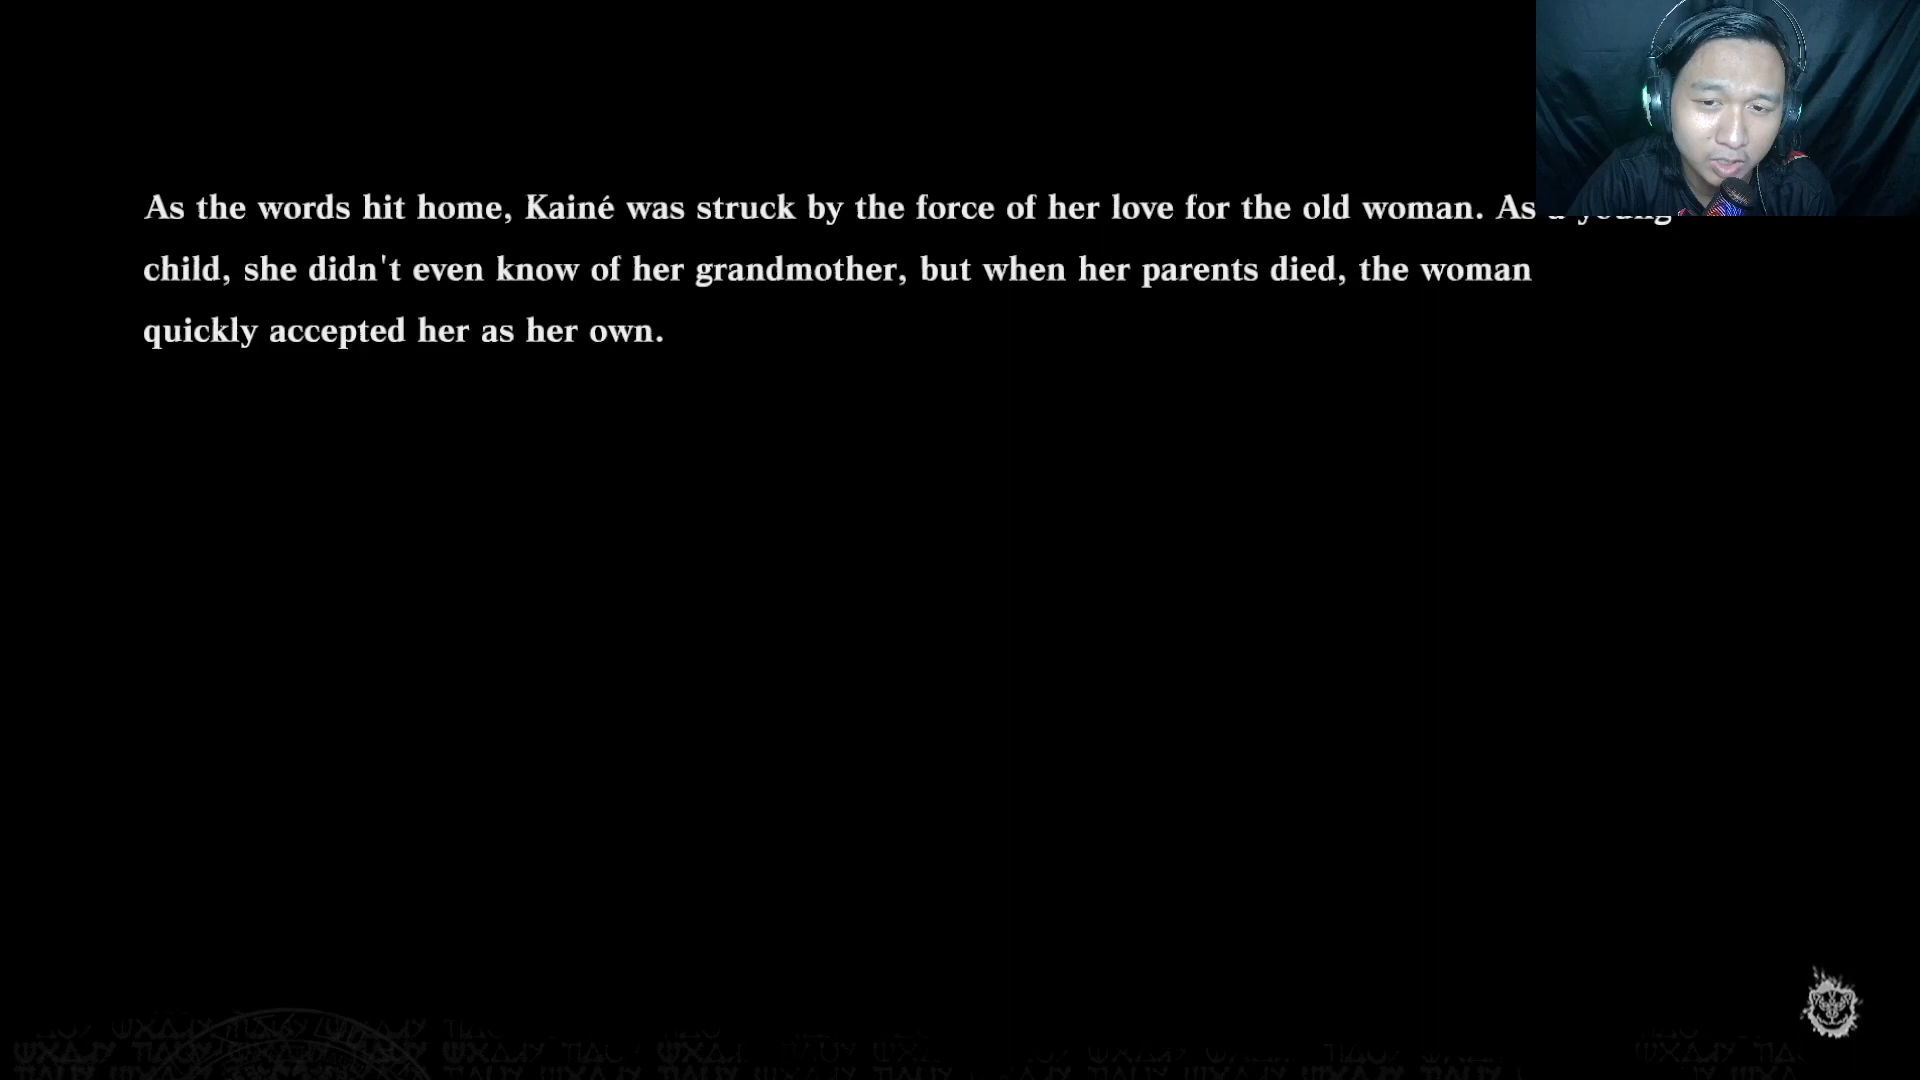 As the words hit home, Kainé was struck by the force of her love for the old woman. As a young
child, she didn't even know of her grandmother, but when her parents died, the woman
quickly accepted her as her own.